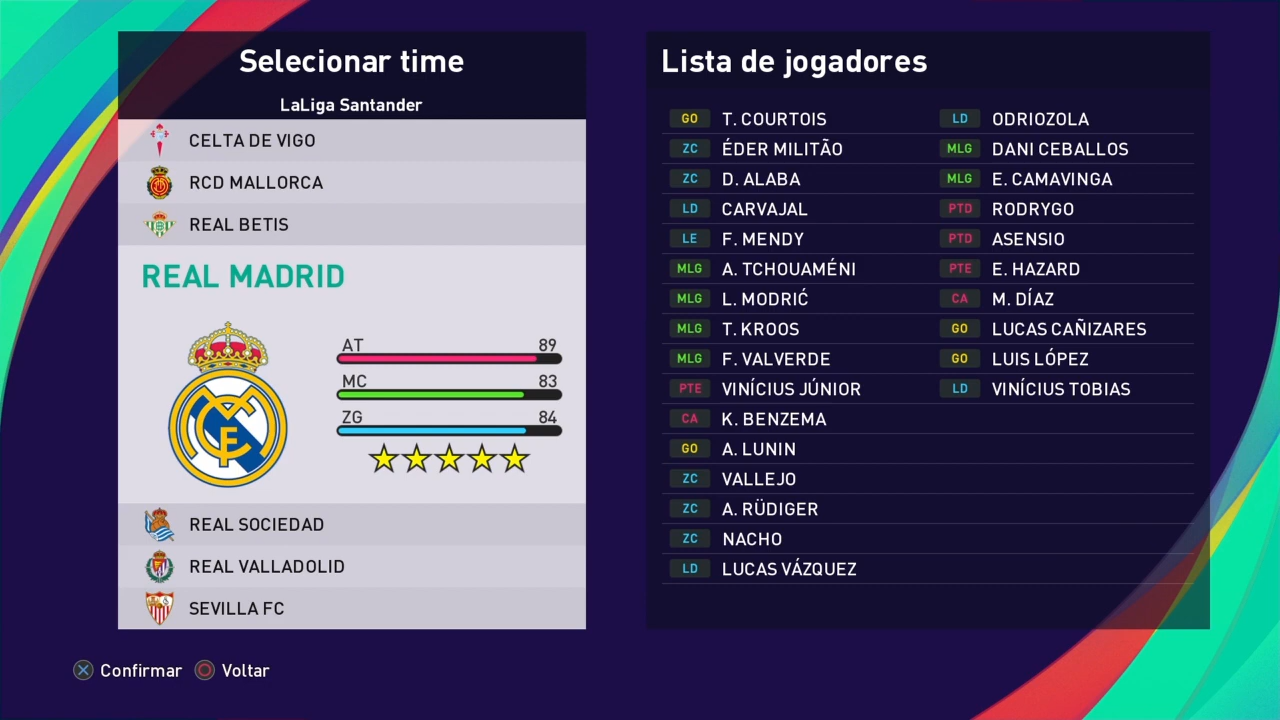 Selecionar time
LaLiga Santander
CELTA DE VIGO
RCD MALLORCA
REAL BETIS
REAL MADRID
AT 89
MC 83
ZG 84
REAL SOCIEDAD
REAL VALLADOLID
SEVILLA FC
Lista de jogadores
GO T. COURTOIS
ZC ÉDER MILITÃO
ZC D. ALABA
LD CARVAJAL
LE F. MENDY
MLG A. TCHOUAMÉNI
MLG L. MODRIĆ
MLG T. KROOS
MLG F. VALVERDE
PTE VINÍCIUS JÚNIOR
CA K. BENZEMA
GO A. LUNIN
ZC VALLEJO
ZC A. RÜDIGER
ZC NACHO
LD LUCAS VÁZQUEZ
LD ODRIOZOLA
MLG DANI CEBALLOS
MLG E. CAMAVINGA
PTD RODRYGO
PTD ASENSIO
PTE E. HAZARD
CA M. DÍAZ
GO LUCAS CAÑIZARES
GO LUIS LÓPEZ
LD VINÍCIUS TOBIAS
Confirmar Voltar